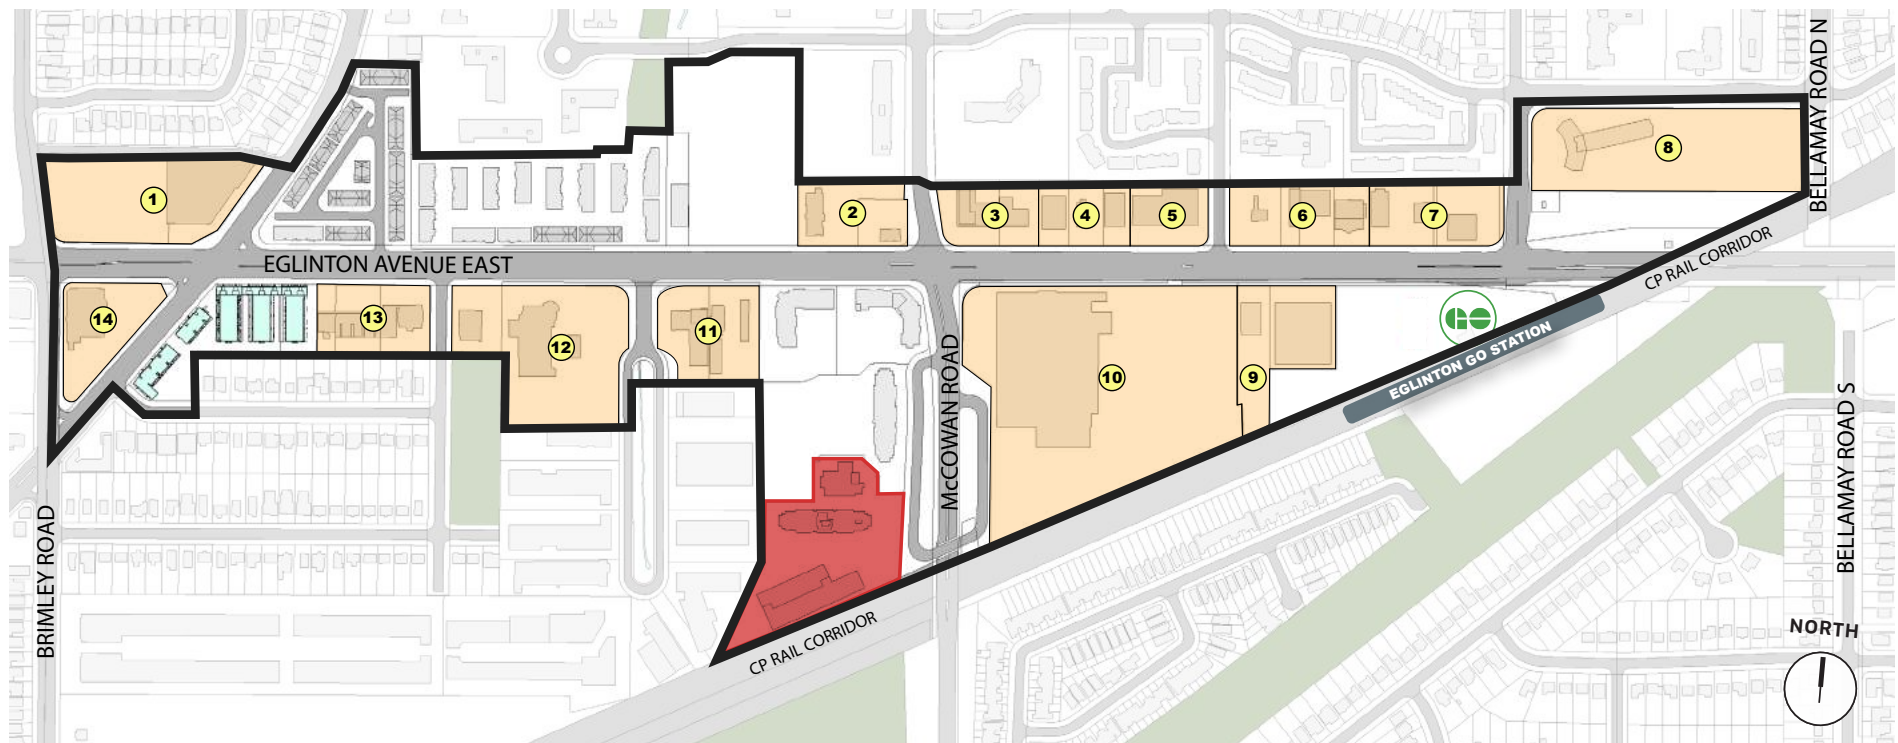 BELLAMAY ROAD N
8
1
2
3
4
5
6
7
EGLINTON AVENUE EAST
CP RAIL CORRIDOR
14
13
12
11
GO
EGLINTON GO STATION
10
9
McCOWAN ROAD
BELLAMAY ROAD S
BRIMLEY ROAD
CP RAIL CORRIDOR
NORTH